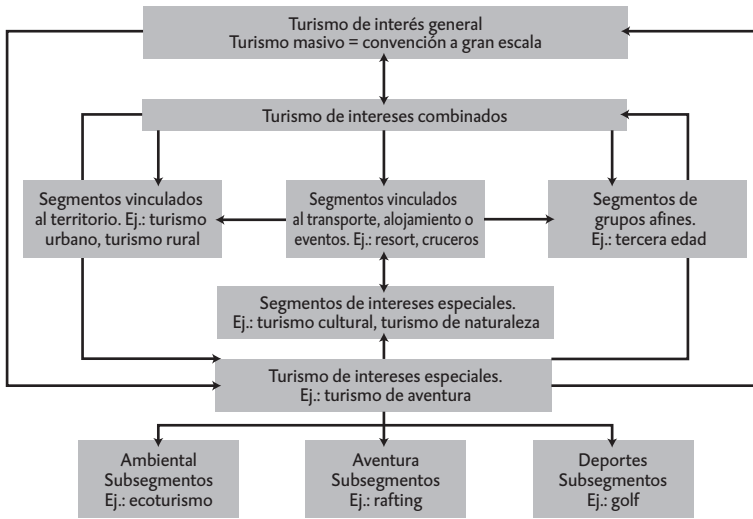 Turismo de interés general
Turismo masivo = convención a gran escala
Turismo de intereses combinados
Segmentos vinculados
al territorio. Ej.: turismo
urbano, turismo rural
Segmentos vinculados
al transporte, alojamiento o
eventos. Ej.: resort, cruceros
Segmentos de
grupos afines.
Ej.: tercera edad
Segmentos de intereses especiales.
Ej.: turismo cultural, turismo de naturaleza
Turismo de intereses especiales.
Ej.: turismo de aventura
Ambiental
Subsegmentos
Ej.: ecoturismo
Aventura
Subsegmentos
Ej.: rafting
Deportes
Subsegmentos
Ej.: golf